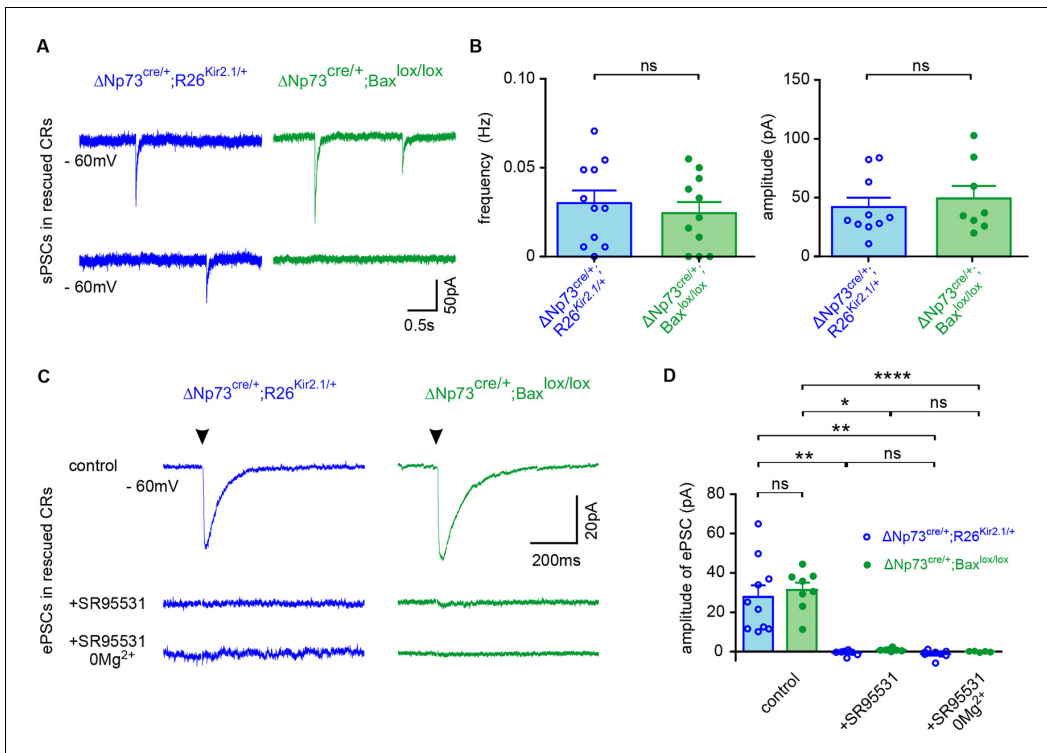 A
ΔNp73cre/+;R26Kir2.1/+
ΔNp73cre/+;Baxlox/lox
sPSCs in rescued CRs
- 60mV
- 60mV
50pA
0.5s
B
ns
0.10
0.05
0
frequency (Hz)
ΔNp73cre/+;
R26Kir2.1/+
ΔNp73cre/+;
Baxlox/lox
ns
150
100
50
0
amplitude (pA)
ΔNp73cre/+;
R26Kir2.1/+
ΔNp73cre/+;
Baxlox/lox
C
ΔNp73cre/+;R26Kir2.1/+
ΔNp73cre/+;Baxlox/lox
ePSCs in rescued CRs
control
- 60mV
20pA
200ms
+SR95531
+SR95531
0Mg2+
D
****
* ns
**
** ns
ns
80
60
40
20
0
amplitude of ePSC (pA)
ΔNp73cre/+;R26Kir2.1/+
ΔNp73cre/+;Baxlox/lox
control
+SR95531
+SR95531
0Mg2+